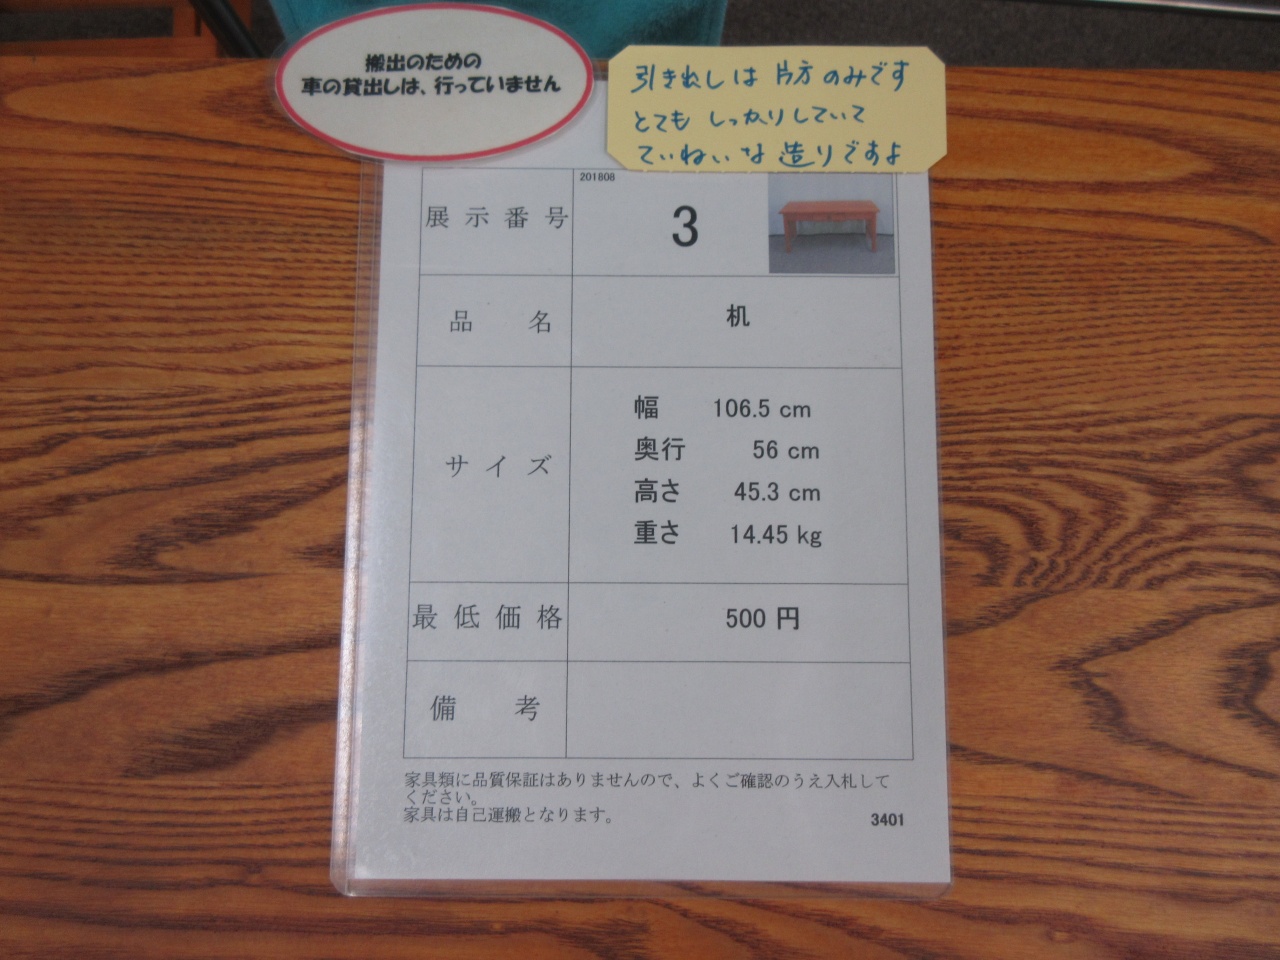 搬出のための
車の貸出しは、行っていません
引き出しは 片方のみです
とても しっかりしていて
ていねいな 造りですよ
展示番号
201808
3
品名
机
サイズ
幅 106.5 cm
奥行 56 cm
高さ 45.3 cm
重さ 14.45 kg
最低価格
500 円
備考
家具類に品質保証はありませんので、よくご確認のうえ入札して
ください。
家具は自己運搬となります。
3401